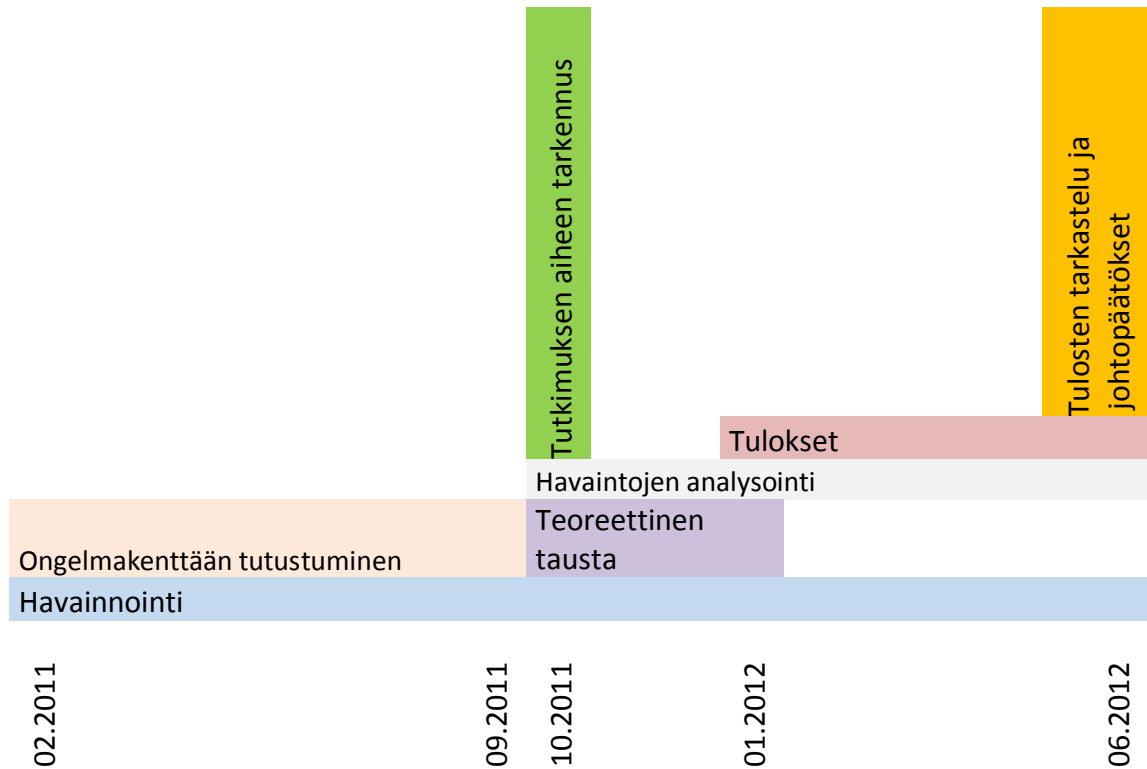 Tutkimuksen aiheen tarkennus
Tulosten tarkastelu ja
johtopäätökset
Tulokset
Havaintojen analysointi
Teoreettinen
tausta
Ongelmakenttään tutustuminen
Havainnointi
02.2011
09.2011
10.2011
01.2012
06.2012